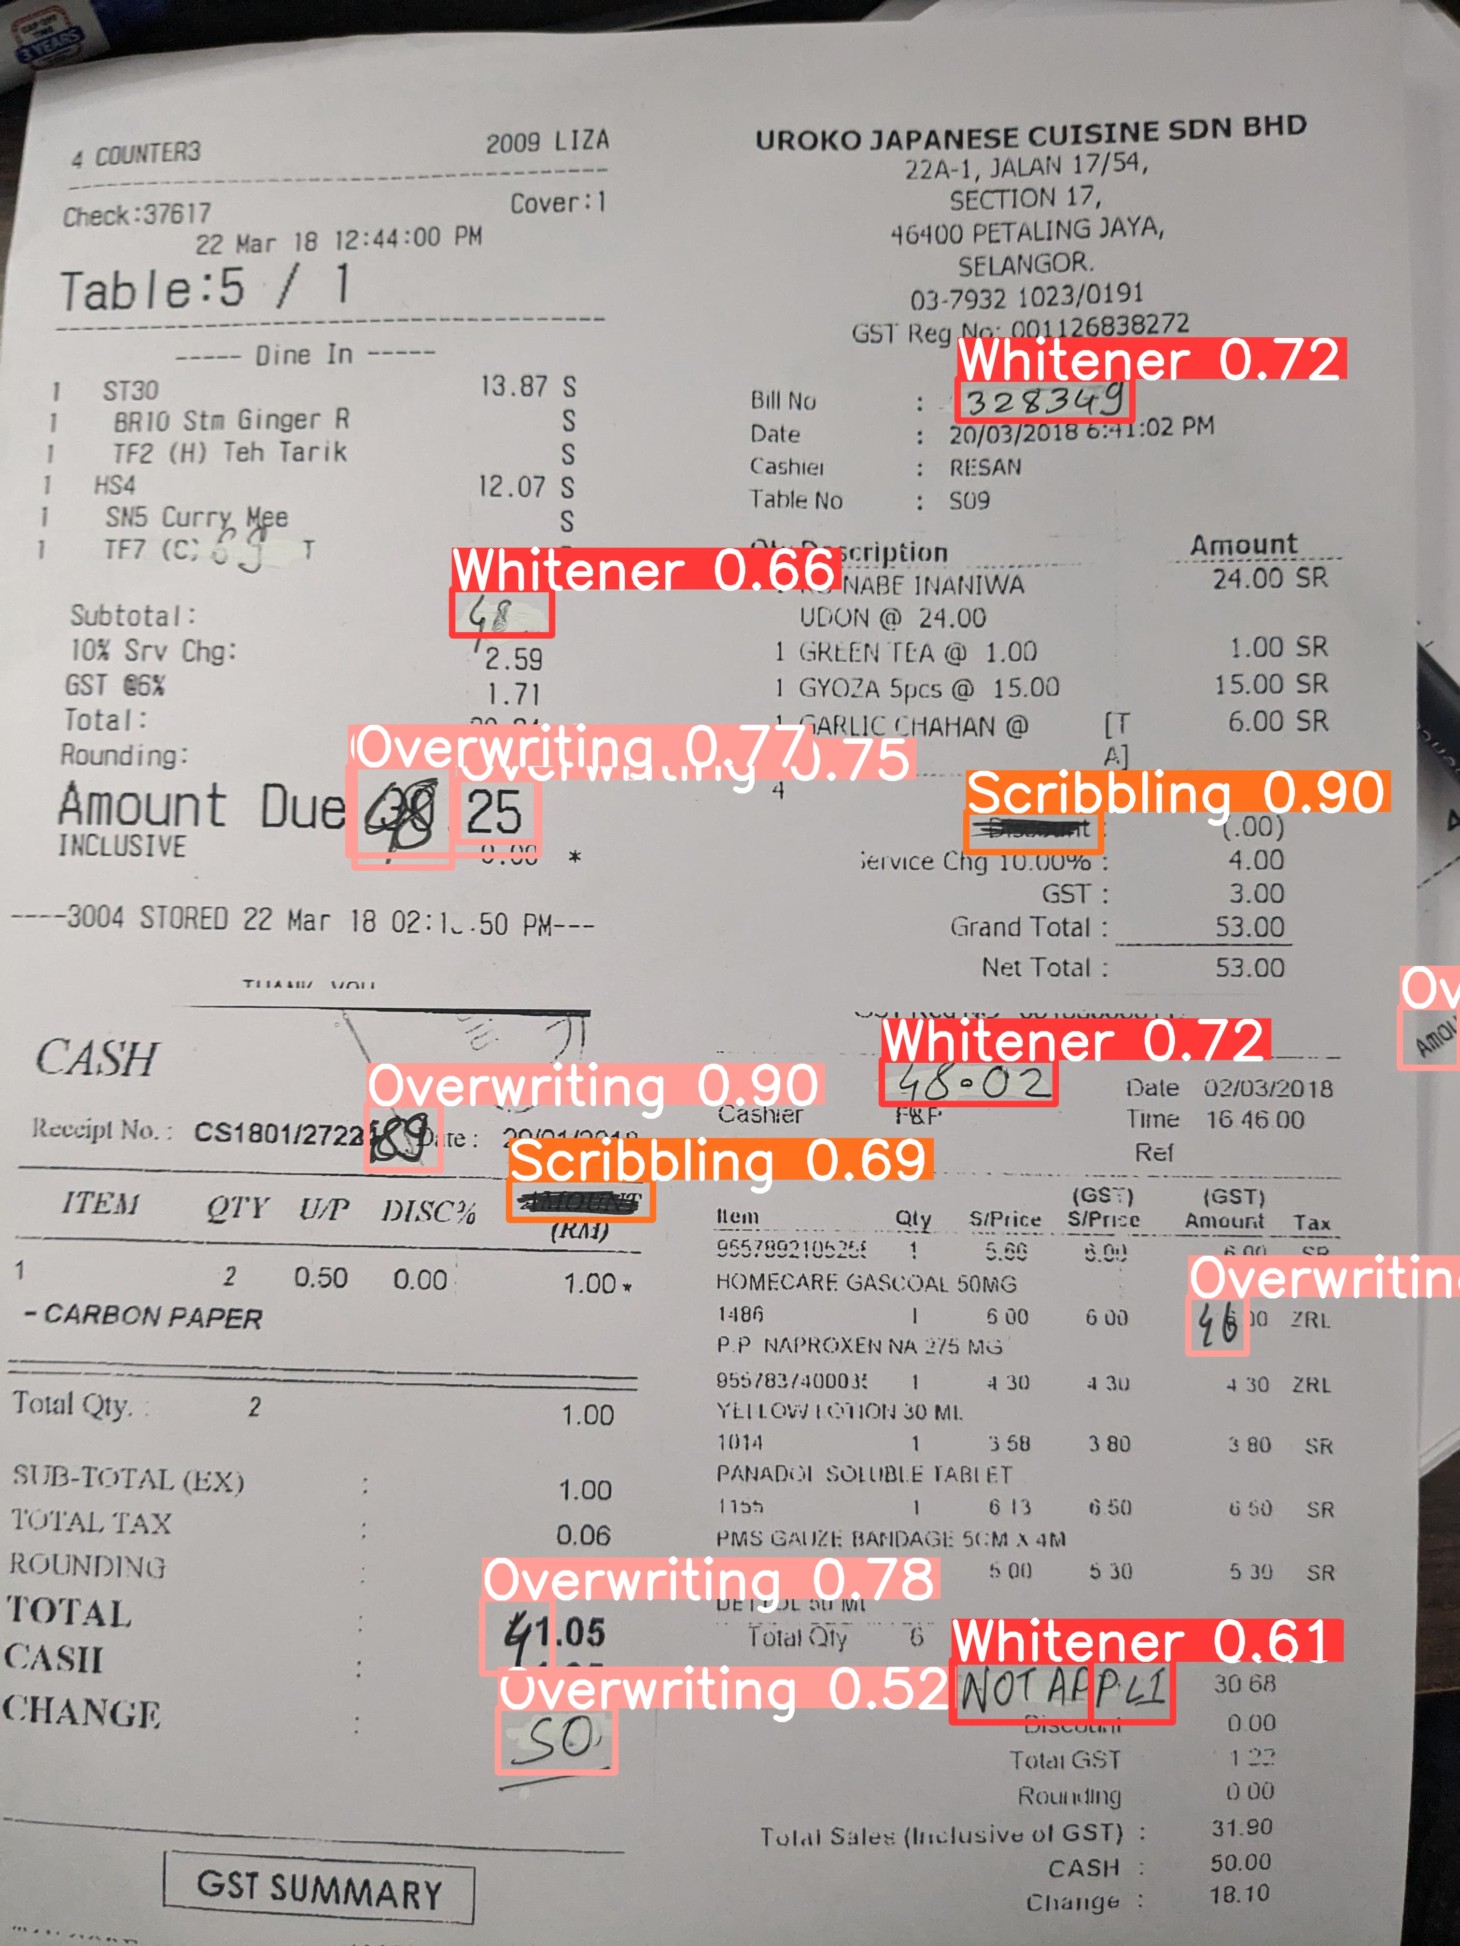 3 YEARS
4 COUNTER3 2009 LIZA
Check:37617 Cover:1
22 Mar 18 12:44:00 PM
Table:5 / 1
----- Dine In -----
1 ST30 13.87 S
1 BR10 Stm Ginger R S
1 TF2 (H) Teh Tarik S
1 HS4 12.07 S
1 SN5 Curry Mee S
1 TF7 (C) 69 T
Whitener 0.66
Subtotal: 48
10% Srv Chg: 2.59
GST @6% 1.71
Total:
Rounding:
Overwriting 0.77
Overwriting 0.75
Amount Due 25
INCLUSIVE 0.00 *
----3004 STORED 22 Mar 18 02:1 .50 PM---
THANK YOU
UROKO JAPANESE CUISINE SDN BHD
22A-1, JALAN 17/54,
SECTION 17,
46400 PETALING JAYA,
SELANGOR.
03-7932 1023/0191
GST Reg No: 001126838272
Whitener 0.72
Bill No : 328349
Date : 20/03/2018 6:41:02 PM
Cashier : RESAN
Table No : S09
Qty Description Amount
NABE INANIWA 24.00 SR
UDON @ 24.00
1 GREEN TEA @ 1.00 1.00 SR
1 GYOZA 5pcs @ 15.00 15.00 SR
1 GARLIC CHAHAN @ [T 6.00 SR
A]
4
Scribbling 0.90
Discount : (.00)
Service Chg 10.00% : 4.00
GST : 3.00
Grand Total : 53.00
Net Total : 53.00
CASH
Overwriting 0.90
Receipt No. : CS1801/2722 89 Date : 20/01/2018
Scribbling 0.69
ITEM QTY U/P DISC% AMOUNT
(RM)
1 2 0.50 0.00 1.00 *
- CARBON PAPER
Total Qty. : 2 1.00
SUB-TOTAL (EX) : 1.00
TOTAL TAX : 0.06
ROUNDING :
Overwriting 0.78
TOTAL 41.05
CASH :
Overwriting 0.52
CHANGE : 50
GST SUMMARY
Whitener 0.72
48.02 Date 02/03/2018
Cashier F&P Time 16.46.00
Ref
(GST) (GST)
Item Qty S/Price S/Price Amount Tax
1 5.66 6.00 6.00 SR
HOMECARE GASCOAL 50MG
Overwritin
1486 1 6 00 6 00 46 00 ZRL
P.P NAPROXEN NA 275 MG
1 4 30 4 30 4 30 ZRL
YELLOW LOTION 30 ML
1014 1 3 58 3 80 3 80 SR
PANADOL SOLUBLE TABLET
1155 1 6 13 6 50 6 50 SR
PMS GAUZE BANDAGE 5CM X 4M
5 00 5 30 5 30 SR
DETTOL 50 ML
Total Qty 6
Whitener 0.61
NOT APPLI 30 68
Discount 0.00
Total GST 1 22
Rounding 0 00
Total Sales (Inclusive of GST) : 31.90
CASH : 50.00
Change : 18.10
Ov
AMOU